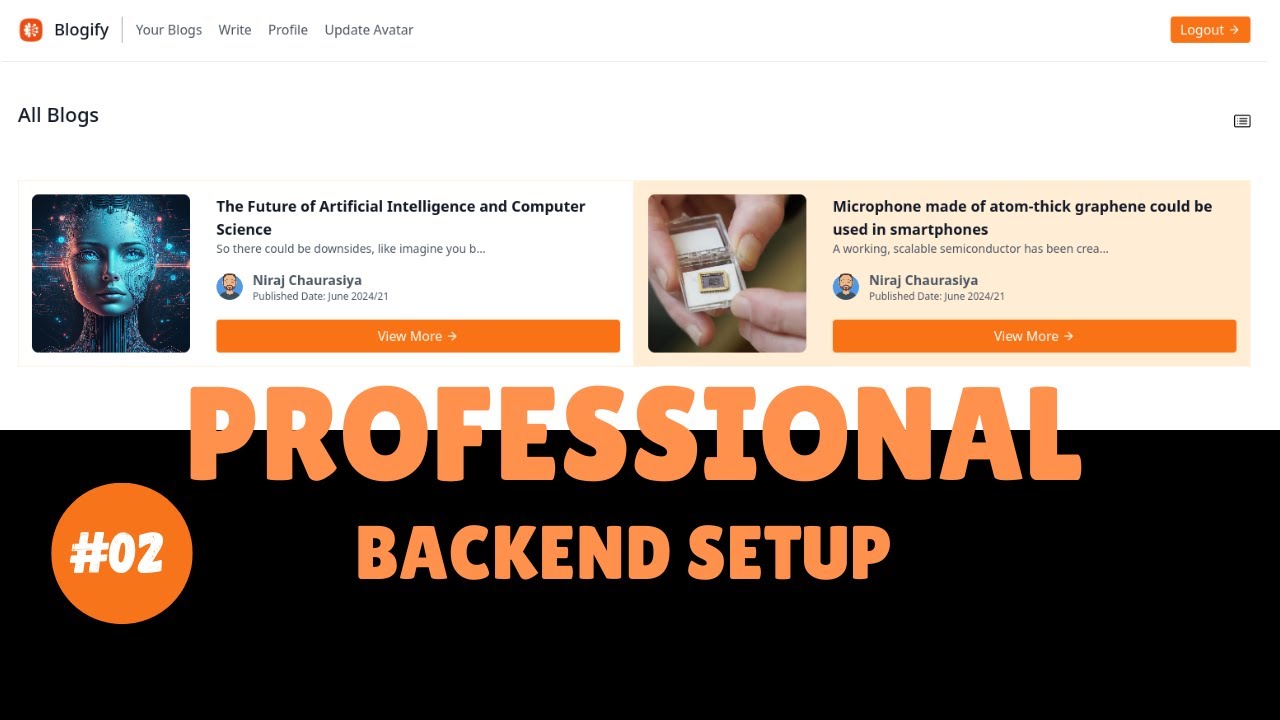 Blogify
Your Blogs
Write
Profile
Update Avatar
Logout →
All Blogs
The Future of Artificial Intelligence and Computer
Science
So there could be downsides, like imagine you b...
Niraj Chaurasiya
Published Date: June 2024/21
View More →
Microphone made of atom-thick graphene could be
used in smartphones
A working, scalable semiconductor has been crea...
Niraj Chaurasiya
Published Date: June 2024/21
View More →
PROFESSIONAL
#02
BACKEND SETUP